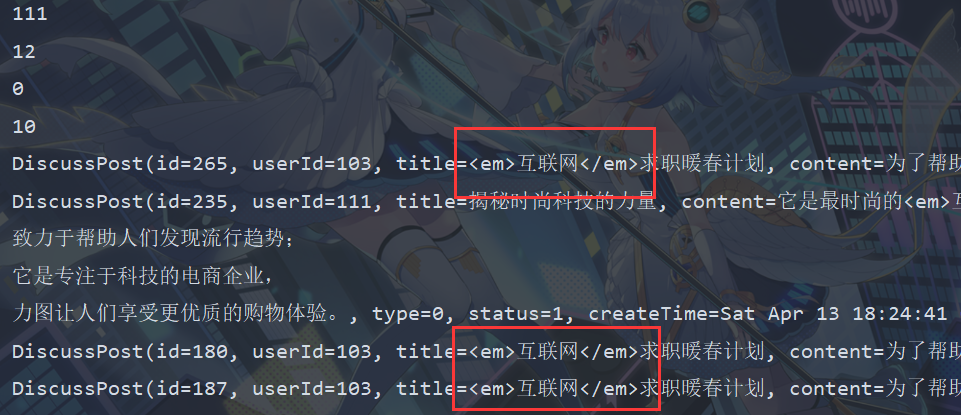 111
12
0
10
DiscussPost(id=265, userId=103, title=<em>互联网</em>求职暖春计划, content=为了帮助
DiscussPost(id=235, userId=111, title=揭秘时尚科技的力量, content=它是最时尚的<em>互
致力于帮助人们发现流行趋势；
它是专注于科技的电商企业，
力图让人们享受更优质的购物体验。, type=0, status=1, createTime=Sat Apr 13 18:24:41
DiscussPost(id=180, userId=103, title=<em>互联网</em>求职暖春计划, content=为了帮助
DiscussPost(id=187, userId=103, title=<em>互联网</em>求职暖春计划, content=为了帮助